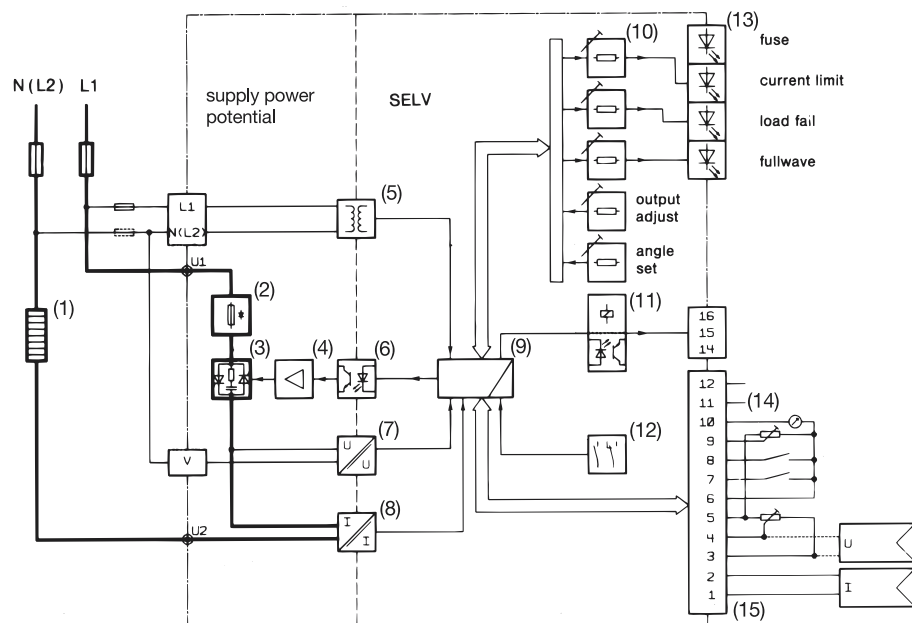 (13)
fuse
(10)
N(L2) L1
supply power
potential
SELV
current limit
load fail
fullwave
L1
N(L2)
(5)
output
adjust
U1
angle
set
(2)
(11)
(1)
16
15
14
(3)
(4)
(6)
(9)
12
11
(14)
10
9
(7)
(12)
8
7
V
U
U
6
(8)
5
U2
I
I
4
U
3
2
I
1
(15)